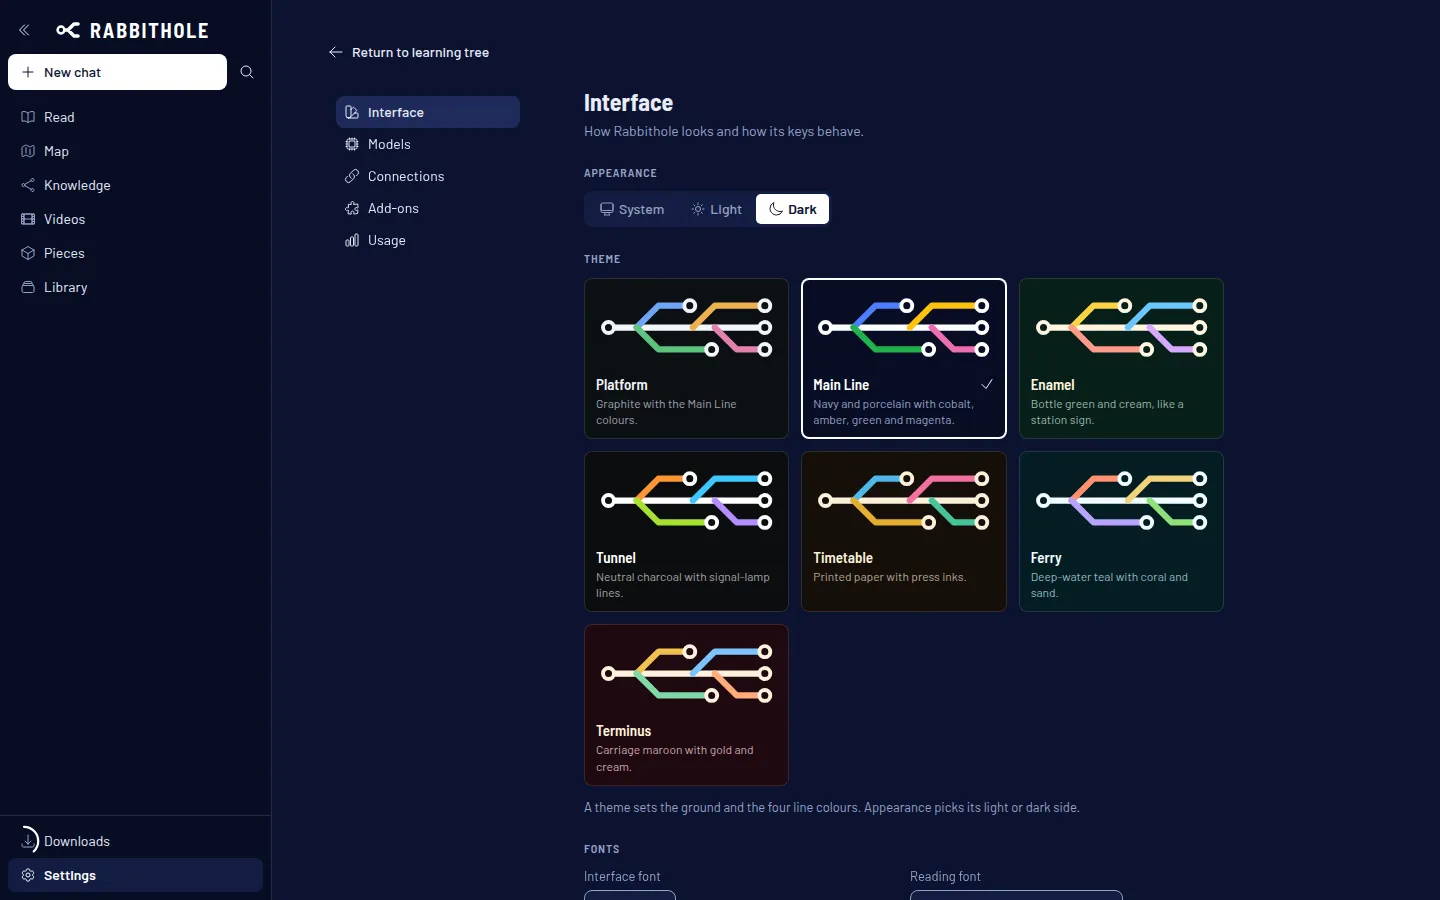 RABBITHOLE
New chat
Read
Map
Knowledge
Videos
Pieces
Library
Downloads
Settings
Return to learning tree
Interface
Models
Connections
Add-ons
Usage
Interface
How Rabbithole looks and how its keys behave.
APPEARANCE
System
Light
Dark
THEME
Platform
Graphite with the Main Line
colours.
Main Line
Navy and porcelain with cobalt,
amber, green and magenta.
Enamel
Bottle green and cream, like a
station sign.
Tunnel
Neutral charcoal with signal-lamp
lines.
Timetable
Printed paper with press inks.
Ferry
Deep-water teal with coral and
sand.
Terminus
Carriage maroon with gold and
cream.
A theme sets the ground and the four line colours. Appearance picks its light or dark side.
FONTS
Interface font
Reading font